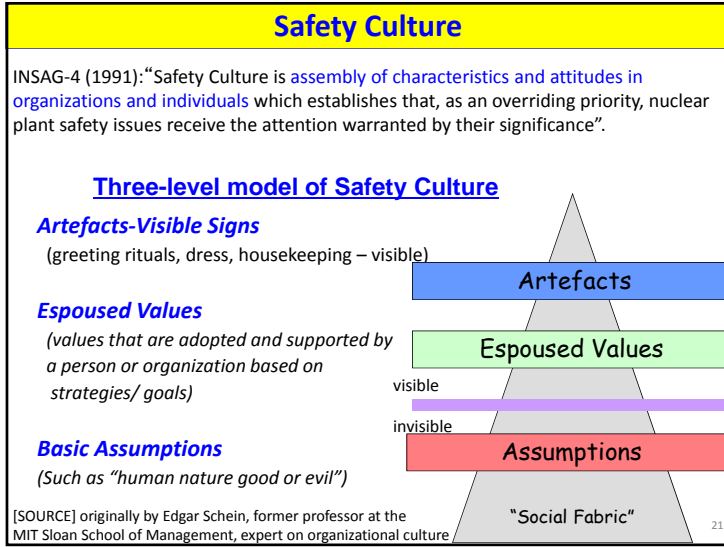 Safety Culture
INSAG-4 (1991):“Safety Culture is assembly of characteristics and attitudes in
organizations and individuals which establishes that, as an overriding priority, nuclear
plant safety issues receive the attention warranted by their significance”.
Three-level model of Safety Culture
Artefacts-Visible Signs
(greeting rituals, dress, housekeeping – visible)
Artefacts
Espoused Values
(values that are adopted and supported by
a person or organization based on
strategies/ goals)
Espoused Values
visible
invisible
Basic Assumptions
(Such as “human nature good or evil”)
Assumptions
[SOURCE] originally by Edgar Schein, former professor at the
MIT Sloan School of Management, expert on organizational culture
“Social Fabric”
21